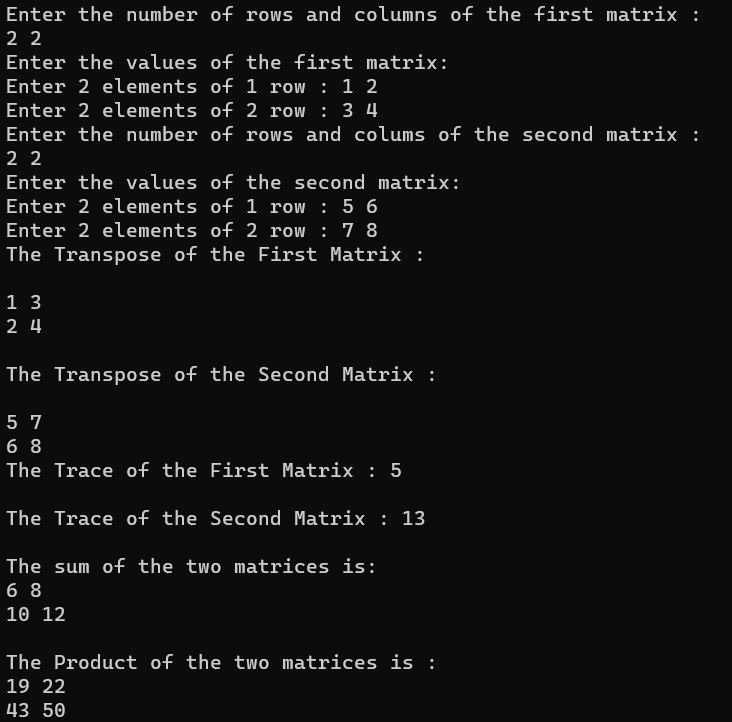 Enter the number of rows and columns of the first matrix :
2 2
Enter the values of the first matrix:
Enter 2 elements of 1 row : 1 2
Enter 2 elements of 2 row : 3 4
Enter the number of rows and colums of the second matrix :
2 2
Enter the values of the second matrix:
Enter 2 elements of 1 row : 5 6
Enter 2 elements of 2 row : 7 8
The Transpose of the First Matrix :
1 3
2 4
The Transpose of the Second Matrix :
5 7
6 8
The Trace of the First Matrix : 5
The Trace of the Second Matrix : 13
The sum of the two matrices is:
6 8
10 12
The Product of the two matrices is :
19 22
43 50